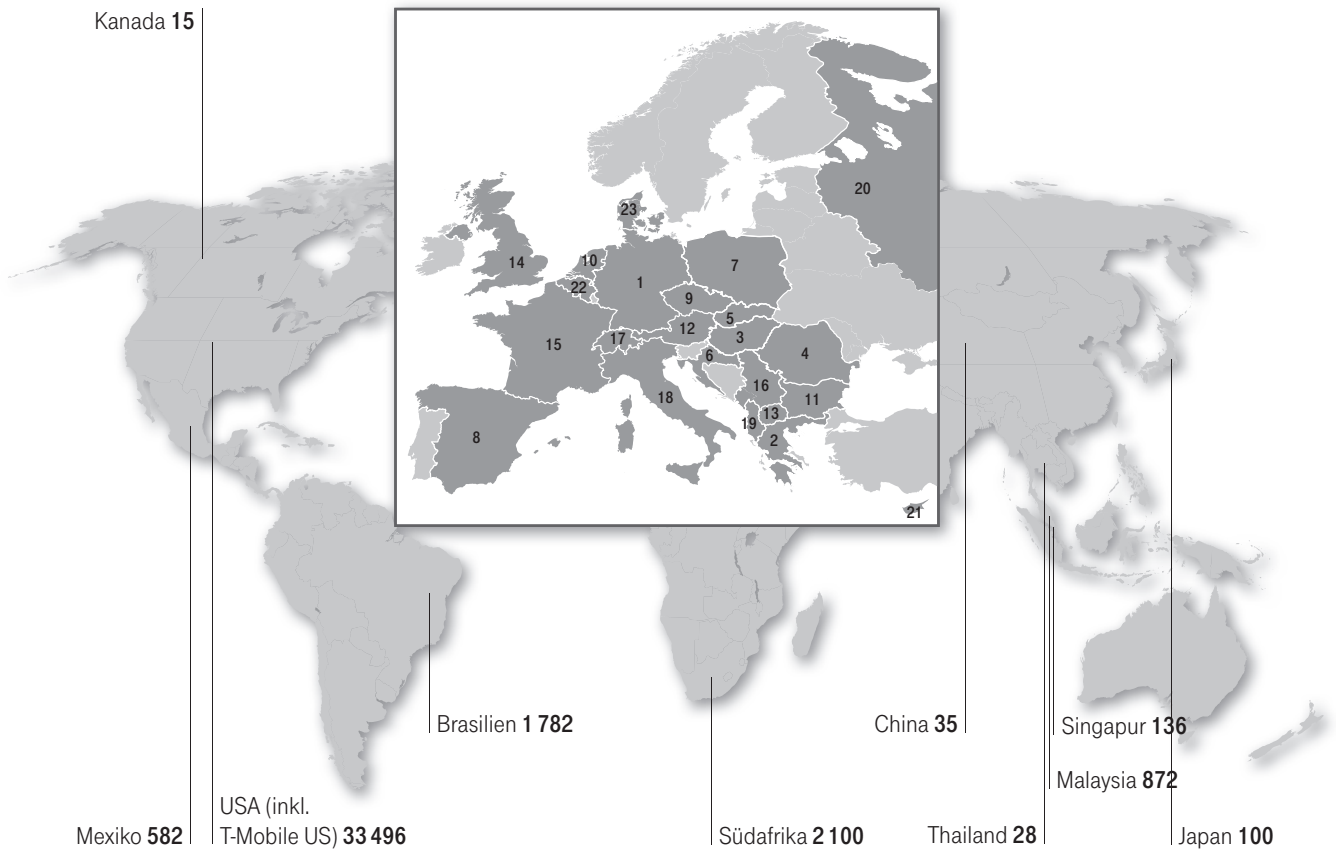 Kanada 15
20
23
14
10
7
1
22
9
5
12
3
17
15
4
6
16
18
11
13
19
2
8
21
Brasilien 1 782
China 35
Singapur 136
Malaysia 872
USA (inkl.
Mexiko 582
T-Mobile US) 33 496
Südafrika 2 100
Thailand 28
Japan 100